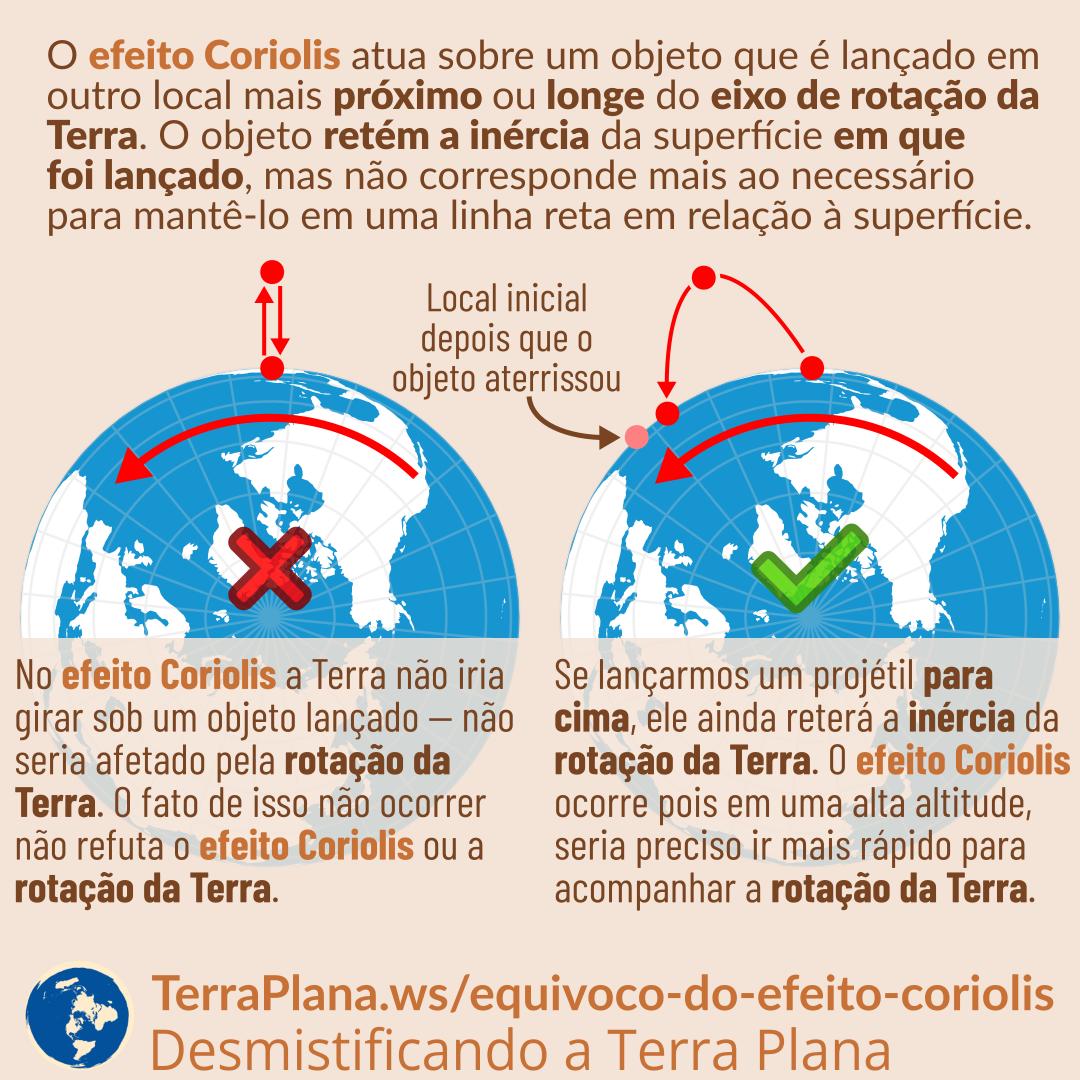 O efeito Coriolis atua sobre um objeto que é lançado em
outro local mais próximo ou longe do eixo de rotação da
Terra. O objeto retém a inércia da superfície em que
foi lançado, mas não corresponde mais ao necessário
para mantê-lo em uma linha reta em relação à superfície.
Local inicial
depois que o
objeto aterrissou
No efeito Coriolis a Terra não iria
girar sob um objeto lançado — não
seria afetado pela rotação da
Terra. O fato de isso não ocorrer
não refuta o efeito Coriolis ou a
rotação da Terra.
Se lançarmos um projétil para
cima, ele ainda reterá a inércia da
rotação da Terra. O efeito Coriolis
ocorre pois em uma alta altitude,
seria preciso ir mais rápido para
acompanhar a rotação da Terra.
TerraPlana.ws/equivoco-do-efeito-coriolis
Desmistificando a Terra Plana